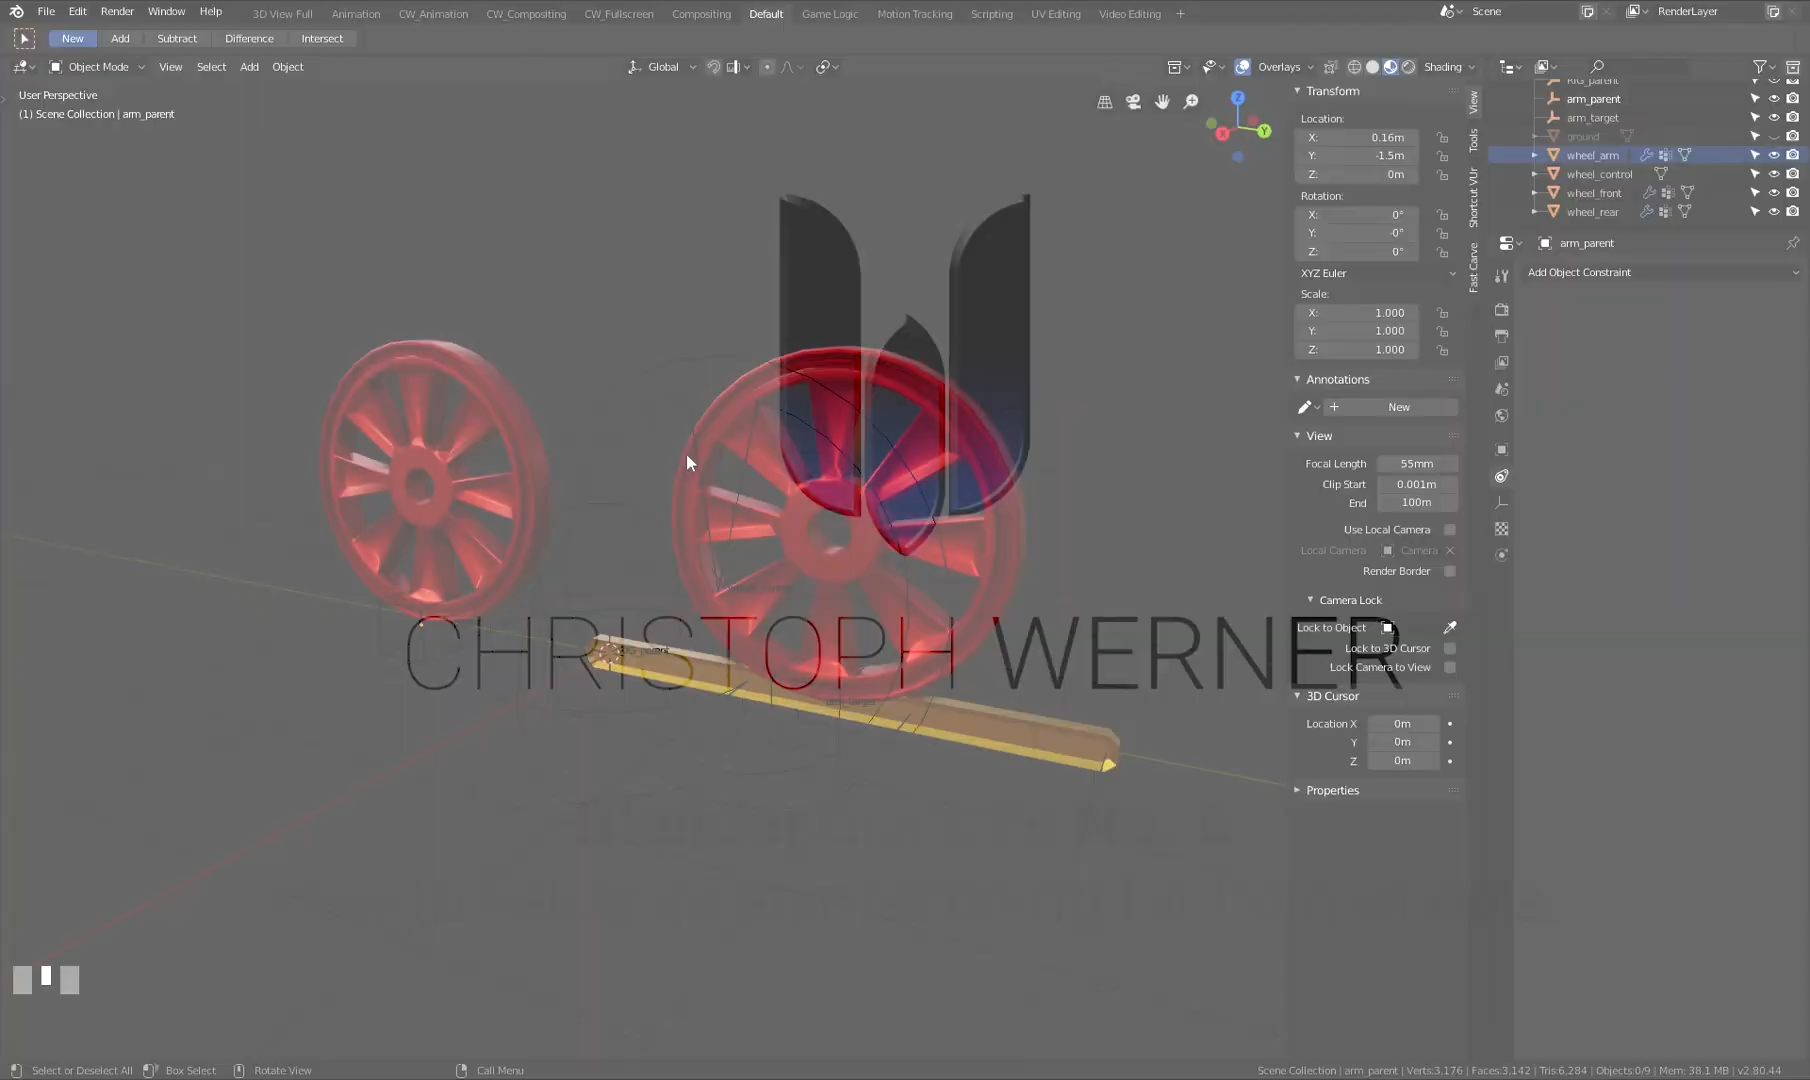 File Edit Render Window Help 3D View Full Animation CW_Animation CW_Compositing CW_Fullscreen Compositing Default Game Logic Motion Tracking Scripting UV Editing Video Editing + Scene RenderLayer
New Add Subtract Difference Intersect
Object Mode View Select Add Object Global Overlays Shading
User Perspective
(1) Scene Collection | arm_parent
Z
X
Y
Transform
Location:
X: 0.16m
Y: -1.5m
Z: 0m
Rotation:
X: 0°
Y: -0°
Z: 0°
XYZ Euler
Scale:
X: 1.000
Y: 1.000
Z: 1.000
Annotations
+ New
View
Focal Length 55mm
Clip Start 0.001m
End 100m
Use Local Camera
Local Camera Camera
Render Border
Camera Lock
Lock to Object
Lock to 3D Cursor
Lock Camera to View
3D Cursor
Location X 0m
Y 0m
Z 0m
Properties
View
Tools
Shortcut VUr
Fast Carve
RIG_parent
arm_parent
arm_target
ground
wheel_arm
wheel_control
wheel_front
wheel_rear
arm_parent
Add Object Constraint
CHRISTOPH WERNER
Select or Deselect All Box Select Rotate View Call Menu
Scene Collection | arm_parent | Verts:3,176 | Faces:3,142 | Tris:6,284 | Objects:0/9 | Mem: 38.1 MB | v2.80.44